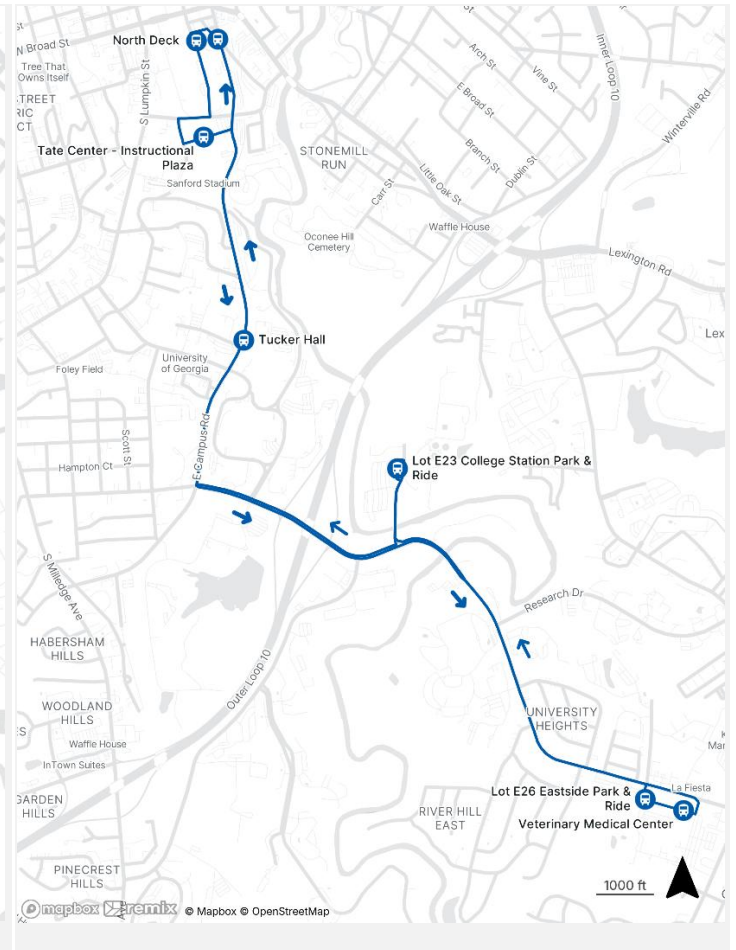 St
N Broad St
North Deck
Tree That
Owns Itself
S Lumpkin St
Arch St
Inner Loop 10
Vine St
E Broad St
Winterville Rd
Tate Center - Instructional
Plaza
STONEMILL
RUN
Branch St
Dublin St
Little Oak St
Carr St
Sanford Stadium
Waffle House
Oconee Hill
Cemetery
Lexington Rd
Lex
Tucker Hall
University
of Georgia
Foley Field
E Campus Rd
Scott St
Hampton Ct
Lot E23 College Station Park &
Ride
S Milledge Ave
Research Dr
HABERSHAM
HILLS
Outer Loop 10
WOODLAND
HILLS
UNIVERSITY
HEIGHTS
Waffle House
InTown Suites
GARDEN
HILLS
Lot E26 Eastside Park &
Ride
La Fiesta
RIVER HILL
EAST
Veterinary Medical Center
PINECREST
HILLS
1000 ft
mapbox remix © Mapbox © OpenStreetMap